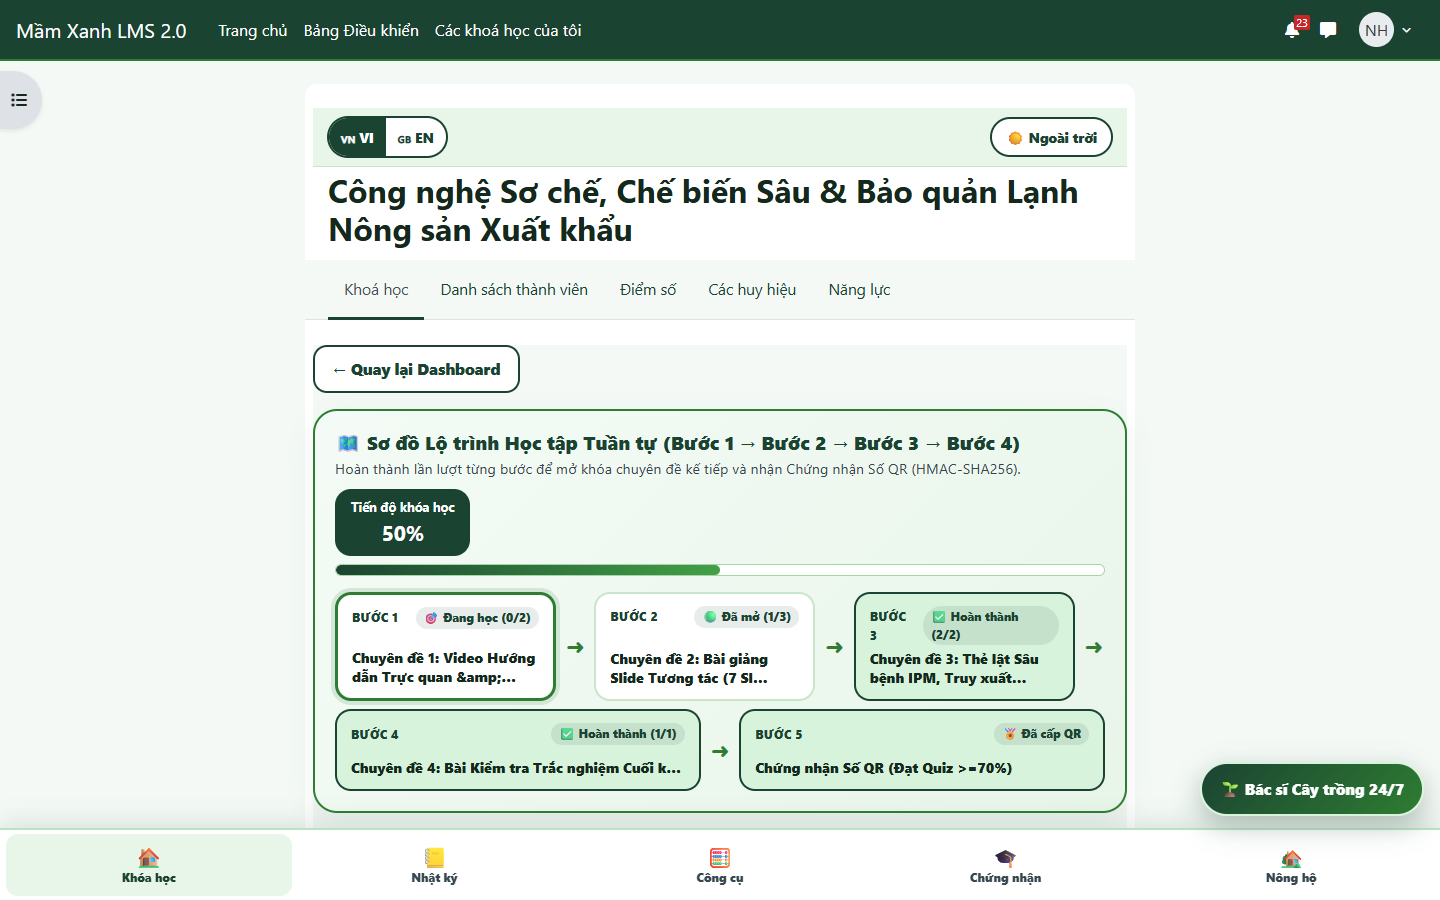 Mầm Xanh LMS 2.0
Trang chủ
Bảng Điều khiển
Các khoá học của tôi
23
NH
VN VI
GB EN
Ngoài trời
Công nghệ Sơ chế, Chế biến Sâu & Bảo quản Lạnh
Nông sản Xuất khẩu
Khoá học
Danh sách thành viên
Điểm số
Các huy hiệu
Năng lực
← Quay lại Dashboard
Sơ đồ Lộ trình Học tập Tuần tự (Bước 1 → Bước 2 → Bước 3 → Bước 4)
Hoàn thành lần lượt từng bước để mở khóa chuyên đề kế tiếp và nhận Chứng nhận Số QR (HMAC-SHA256).
Tiến độ khóa học
50%
BƯỚC 1
Đang học (0/2)
Chuyên đề 1: Video Hướng
dẫn Trực quan &amp;...
➜
BƯỚC 2
Đã mở (1/3)
Chuyên đề 2: Bài giảng
Slide Tương tác (7 Sl...
➜
BƯỚC
3
Hoàn thành
(2/2)
Chuyên đề 3: Thẻ lật Sâu
bệnh IPM, Truy xuất...
➜
BƯỚC 4
Hoàn thành (1/1)
Chuyên đề 4: Bài Kiểm tra Trắc nghiệm Cuối k...
➜
BƯỚC 5
Đã cấp QR
Chứng nhận Số QR (Đạt Quiz >=70%)
Bác sĩ Cây trồng 24/7
Khóa học
Nhật ký
Công cụ
Chứng nhận
Nông hộ